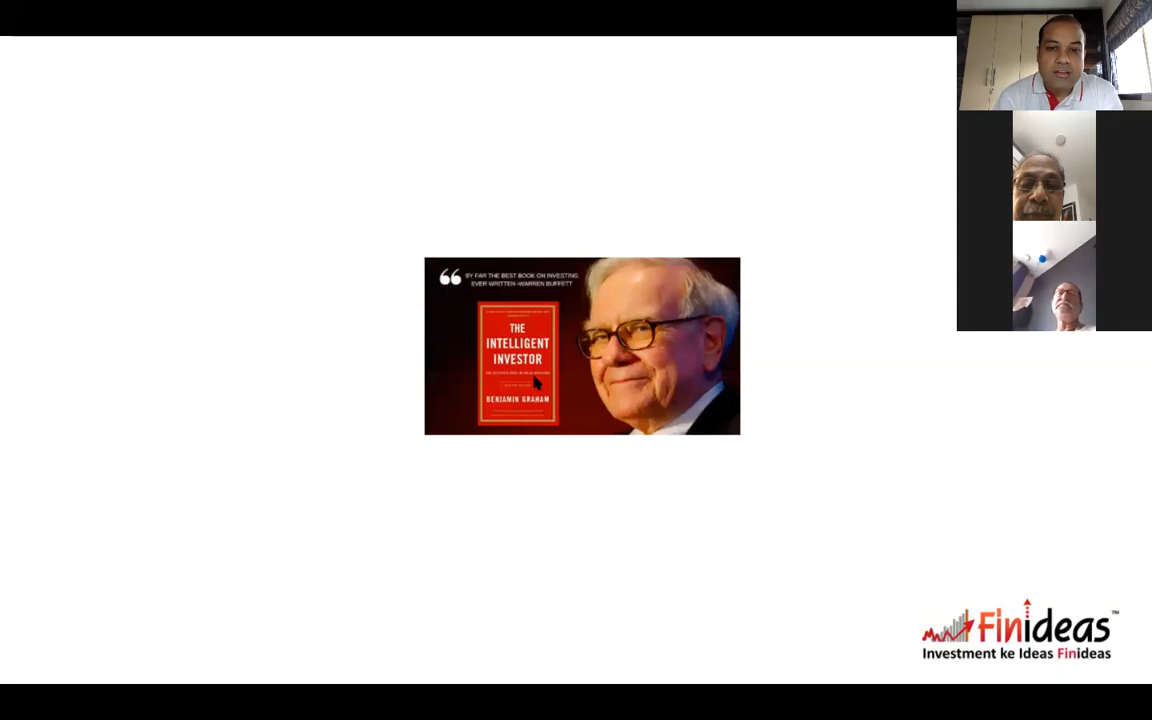 BY FAR THE BEST BOOK ON INVESTING
EVER WRITTEN -WARREN BUFFETT
THE
INTELLIGENT
INVESTOR
BENJAMIN GRAHAM
Finideas™
Investment ke Ideas Finideas